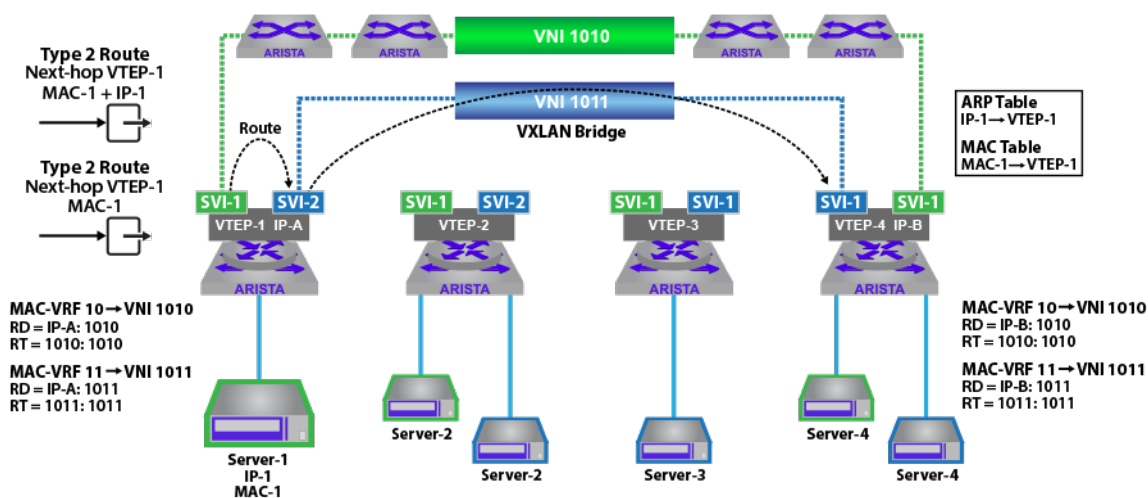 ARISTA
ARISTA
VNI 1010
ARISTA
ARISTA
Type 2 Route
Next-hop VTEP-1
MAC-1 + IP-1
Type 2 Route
Next-hop VTEP-1
MAC-1
Route
VNI 1011
VXLAN Bridge
ARP Table
IP-1→VTEP-1
MAC Table
MAC-1→VTEP-1
SVI-1 SVI-2
VTEP-1 IP-A
ARISTA
SVI-1 SVI-2
VTEP-2
ARISTA
SVI-1 SVI-1
VTEP-3
ARISTA
SVI-1 SVI-1
VTEP-4 IP-B
ARISTA
MAC-VRF 10→VNI 1010
RD = IP-A: 1010
RT = 1010: 1010
MAC-VRF 11→VNI 1011
RD = IP-A: 1011
RT = 1011: 1011
Server-1
IP-1
MAC-1
Server-2
Server-2
Server-3
Server-4
Server-4
MAC-VRF 10→VNI 1010
RD = IP-B: 1010
RT = 1010: 1010
MAC-VRF 11→VNI 1011
RD = IP-B: 1011
RT = 1011: 1011